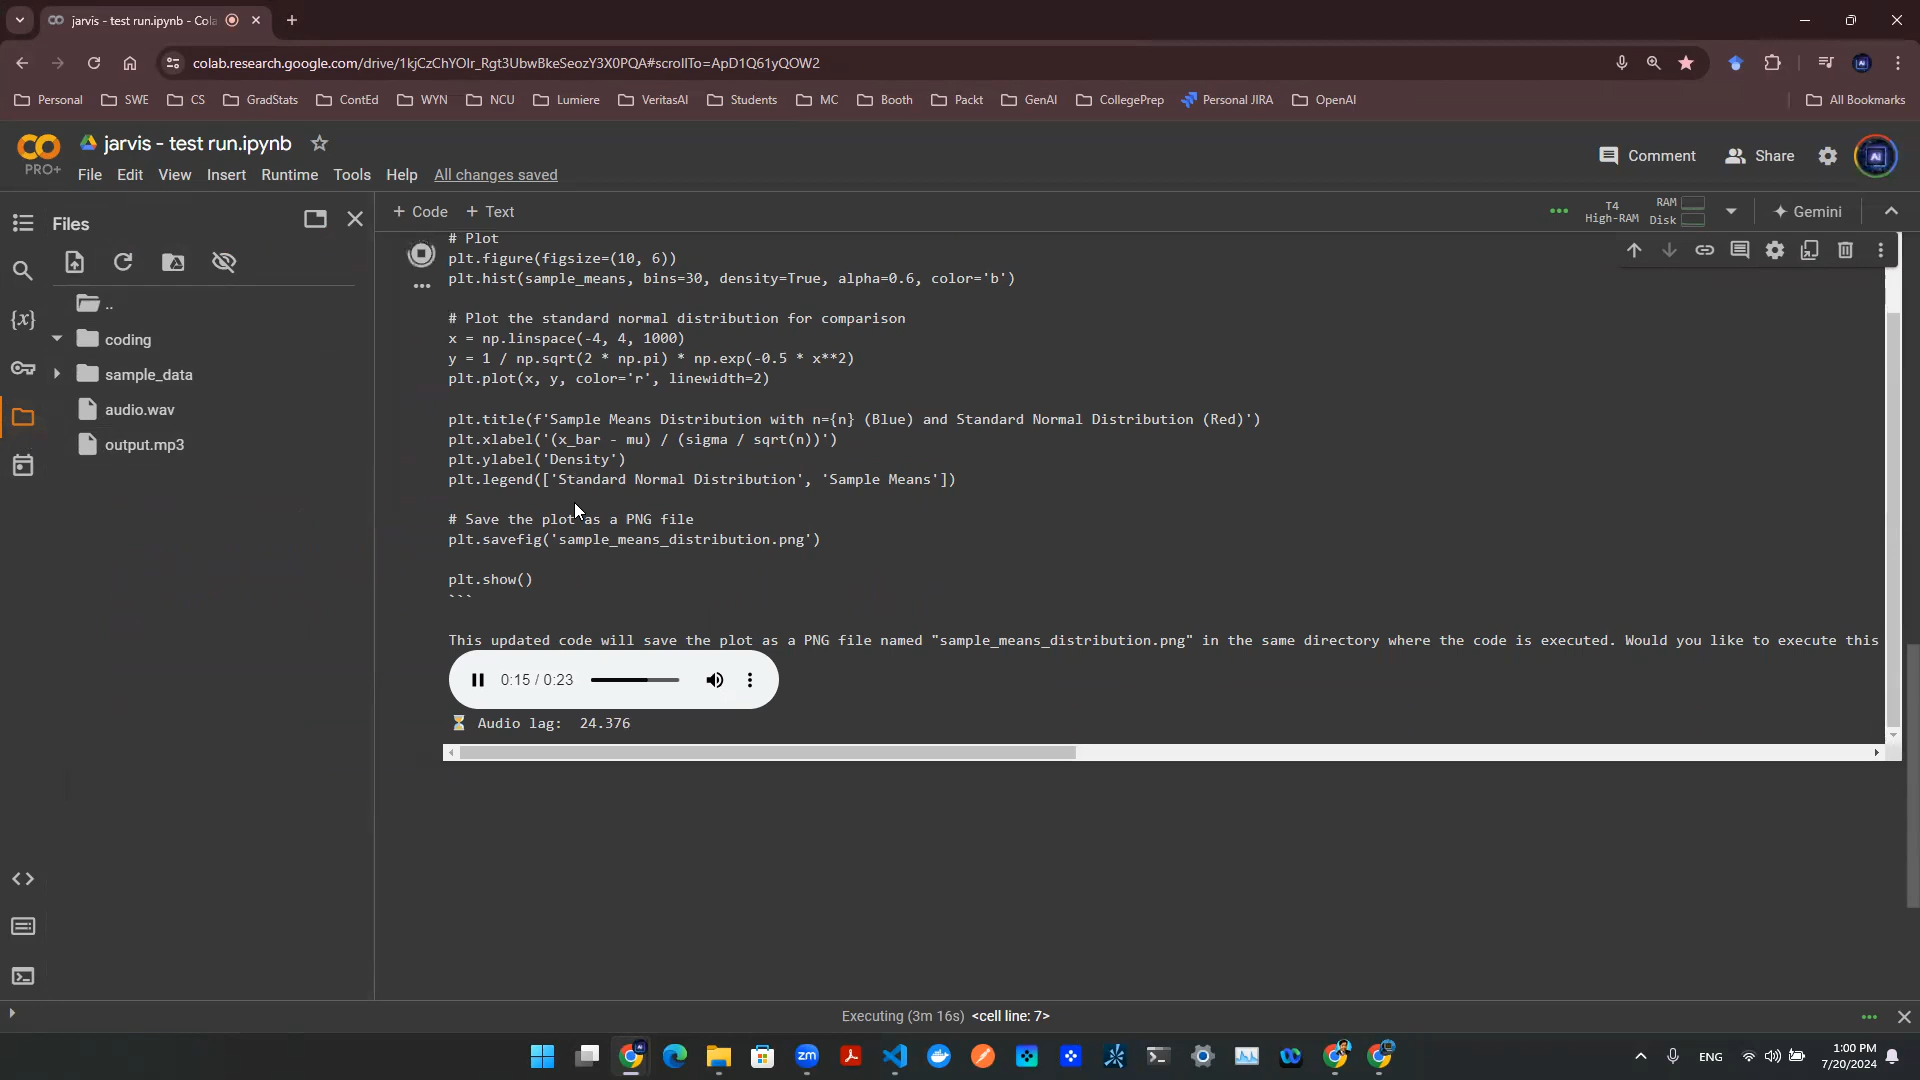 jarvis - test run.ipynb - Cola
colab.research.google.com/drive/1kjCzChYOIr_Rgt3UbwBkeSeozY3X0PQA#scrollTo=ApD1Q61yQOW2
Personal SWE CS GradStats ContEd WYN NCU Lumiere VeritasAI Students MC Booth Packt GenAI CollegePrep Personal JIRA OpenAI All Bookmarks
jarvis - test run.ipynb
PRO+
File Edit View Insert Runtime Tools Help All changes saved
Comment Share
Files
+ Code + Text
T4
High-RAM
RAM
Disk
Gemini
..
coding
sample_data
audio.wav
output.mp3
# Plot
plt.figure(figsize=(10, 6))
plt.hist(sample_means, bins=30, density=True, alpha=0.6, color='b')
# Plot the standard normal distribution for comparison
x = np.linspace(-4, 4, 1000)
y = 1 / np.sqrt(2 * np.pi) * np.exp(-0.5 * x**2)
plt.plot(x, y, color='r', linewidth=2)
plt.title(f'Sample Means Distribution with n={n} (Blue) and Standard Normal Distribution (Red)')
plt.xlabel('(x_bar - mu) / (sigma / sqrt(n))')
plt.ylabel('Density')
plt.legend(['Standard Normal Distribution', 'Sample Means'])
# Save the plot as a PNG file
plt.savefig('sample_means_distribution.png')
plt.show()
```
This updated code will save the plot as a PNG file named "sample_means_distribution.png" in the same directory where the code is executed. Would you like to execute this
0:15 / 0:23
⏳ Audio lag: 24.376
Executing (3m 16s) <cell line: 7>
ENG
1:00 PM
7/20/2024